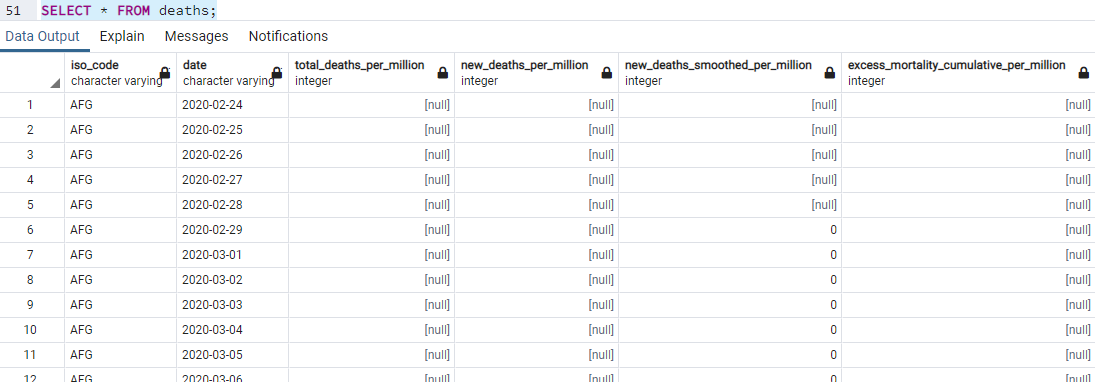 51 SELECT * FROM deaths;
Data Output Explain Messages Notifications
iso_code date total_deaths_per_million new_deaths_per_million new_deaths_smoothed_per_million excess_mortality_cumulative_per_million
character varying character varying integer integer integer integer
1 AFG 2020-02-24 [null] [null] [null] [null]
2 AFG 2020-02-25 [null] [null] [null] [null]
3 AFG 2020-02-26 [null] [null] [null] [null]
4 AFG 2020-02-27 [null] [null] [null] [null]
5 AFG 2020-02-28 [null] [null] [null] [null]
6 AFG 2020-02-29 [null] [null] 0 [null]
7 AFG 2020-03-01 [null] [null] 0 [null]
8 AFG 2020-03-02 [null] [null] 0 [null]
9 AFG 2020-03-03 [null] [null] 0 [null]
10 AFG 2020-03-04 [null] [null] 0 [null]
11 AFG 2020-03-05 [null] [null] 0 [null]
12 AFG 2020-03-06 [null] [null] 0 [null]